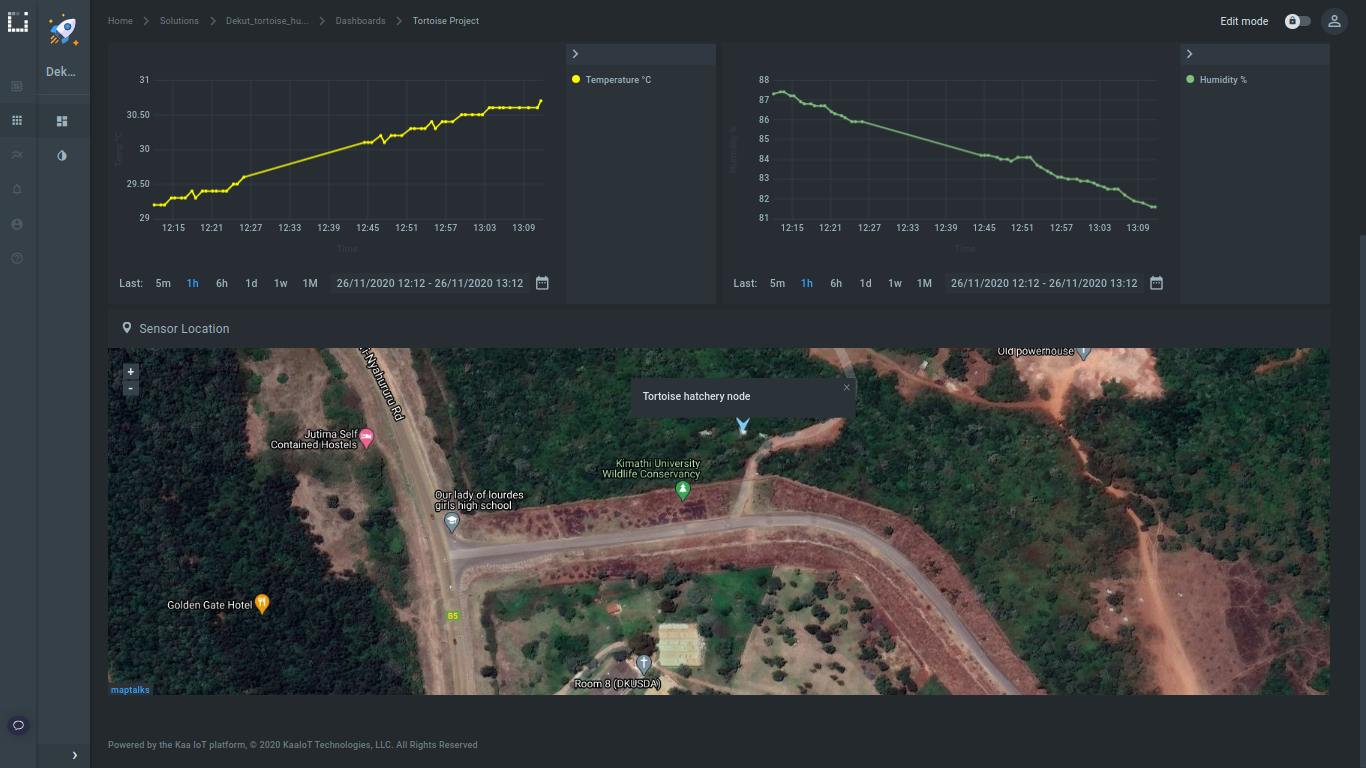 Home > Solutions > Dekut_tortoise_hu... > Dashboards > Tortoise Project
Edit mode
Dek...
31
30.50
30
29.50
29
Temp °C
12:15 12:21 12:27 12:33 12:39 12:45 12:51 12:57 13:03 13:09
Time
Temperature °C
Last: 5m 1h 6h 1d 1w 1M 26/11/2020 12:12 - 26/11/2020 13:12
88
87
86
85
84
83
82
81
Humidity %
12:15 12:21 12:27 12:33 12:39 12:45 12:51 12:57 13:03 13:09
Time
Humidity %
Last: 5m 1h 6h 1d 1w 1M 26/11/2020 12:12 - 26/11/2020 13:12
Sensor Location
+
-
Nyahururu Rd
Old powerhouse
Tortoise hatchery node ×
Jutima Self
Contained Hostels
Kimathi University
Wildlife Conservancy
Our lady of lourdes
girls high school
Golden Gate Hotel
B5
Room 8 (DKUSDA)
maptalks
Powered by the Kaa IoT platform, © 2020 KaaIoT Technologies, LLC. All Rights Reserved